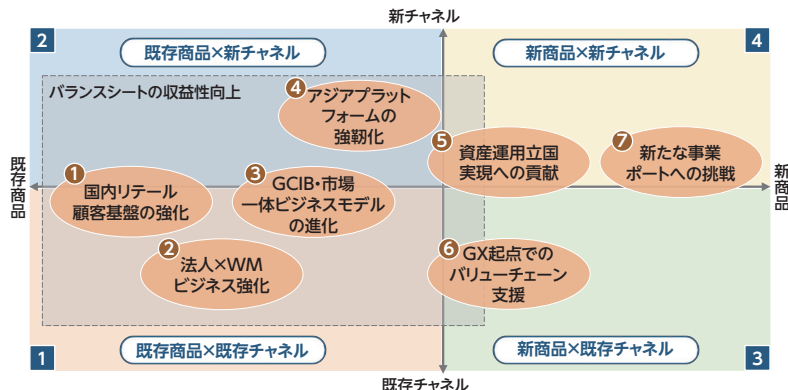 新チャネル
2
既存商品×新チャネル
新商品×新チャネル
4
バランスシートの収益性向上
4
アジアプラット
フォームの
強靭化
5
資産運用立国
実現への貢献
7
新たな事業
ポートへの挑戦
既存商品
1
国内リテール
顧客基盤の強化
3
GCIB・市場
一体ビジネスモデル
の進化
新商品
2
法人×WM
ビジネス強化
6
GX起点での
バリューチェーン
支援
1
既存商品×既存チャネル
新商品×既存チャネル
3
既存チャネル